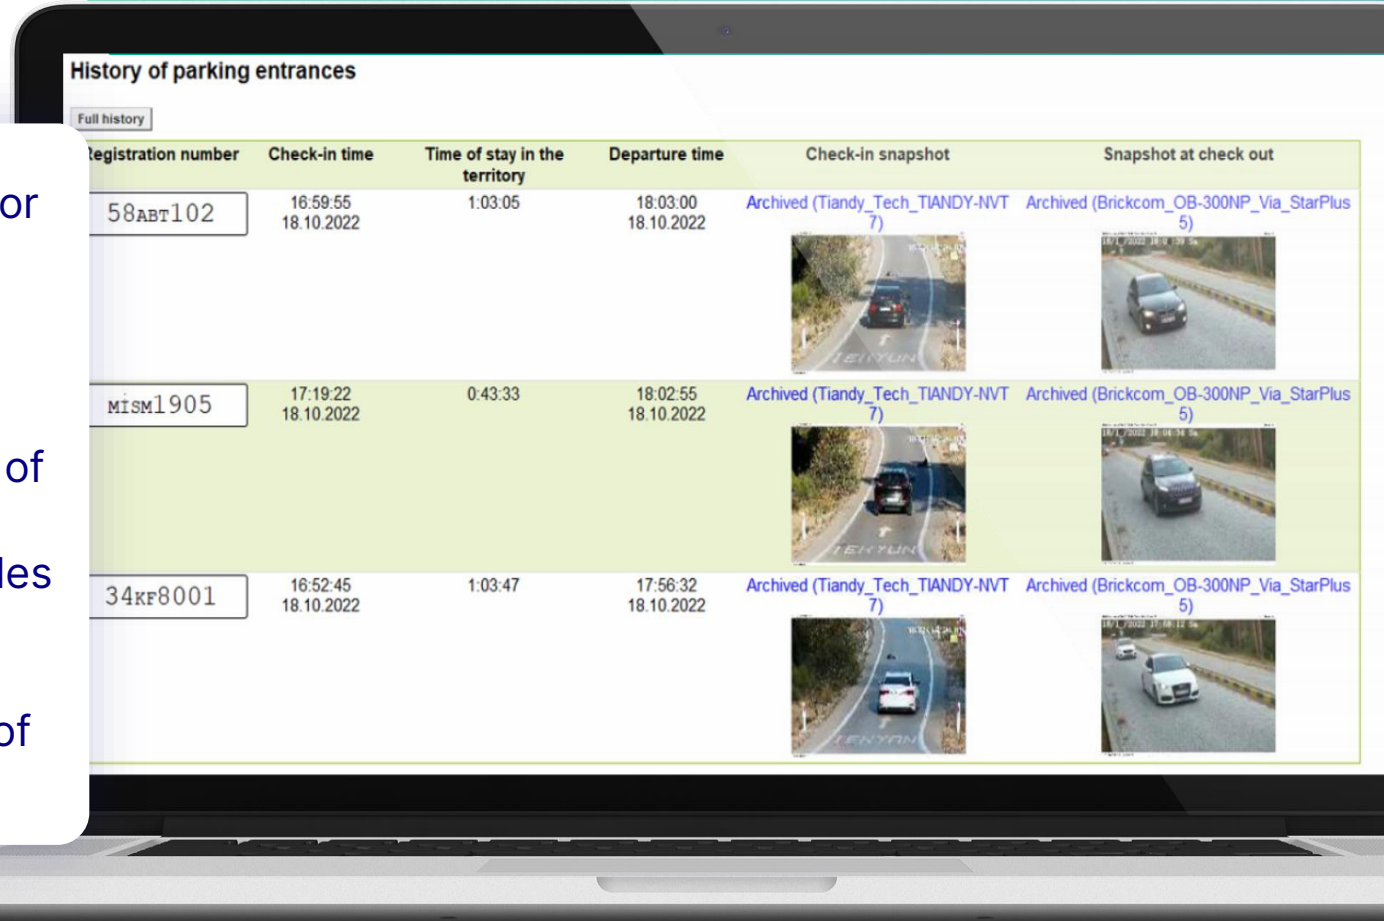 History of parking entrances
Full history
Registration number Check-in time Time of stay in the territory Departure time Check-in snapshot Snapshot at check out
58ABT102 16:59:55 18.10.2022 1:03:05 18:03:00 18.10.2022 Archived (Tiandy_Tech_TIANDY-NVT 7) Archived (Brickcom_OB-300NP_Via_StarPlus 5)
MİSM1905 17:19:22 18.10.2022 0:43:33 18:02:55 18.10.2022 Archived (Tiandy_Tech_TIANDY-NVT 7) Archived (Brickcom_OB-300NP_Via_StarPlus 5)
34KF8001 16:52:45 18.10.2022 1:03:47 17:56:32 18.10.2022 Archived (Tiandy_Tech_TIANDY-NVT 7) Archived (Brickcom_OB-300NP_Via_StarPlus 5)
or
of
les
of